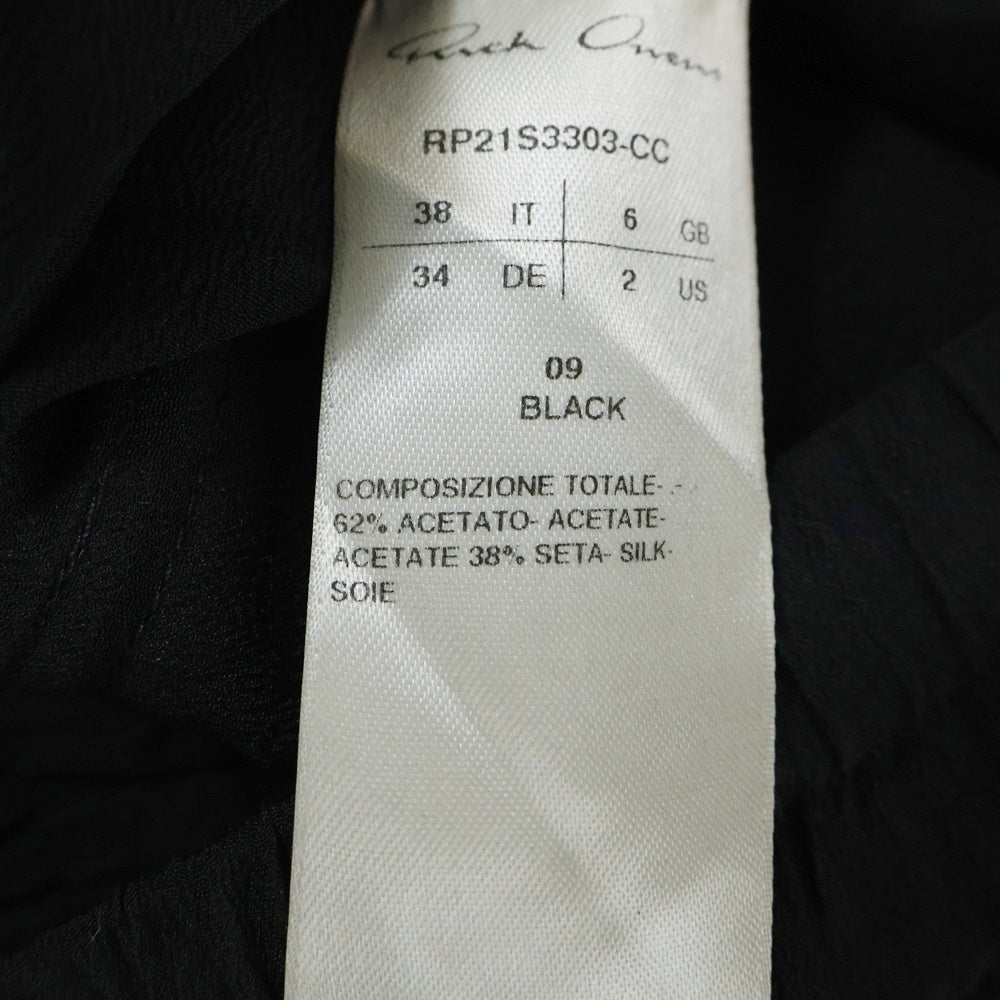 Rick Owens
RP21S3303-CC
38 IT 6 GB
34 DE 2 US
09
BLACK
COMPOSIZIONE TOTALE- .-
62% ACETATO- ACETATE-
ACETATE 38% SETA- SILK-
SOIE